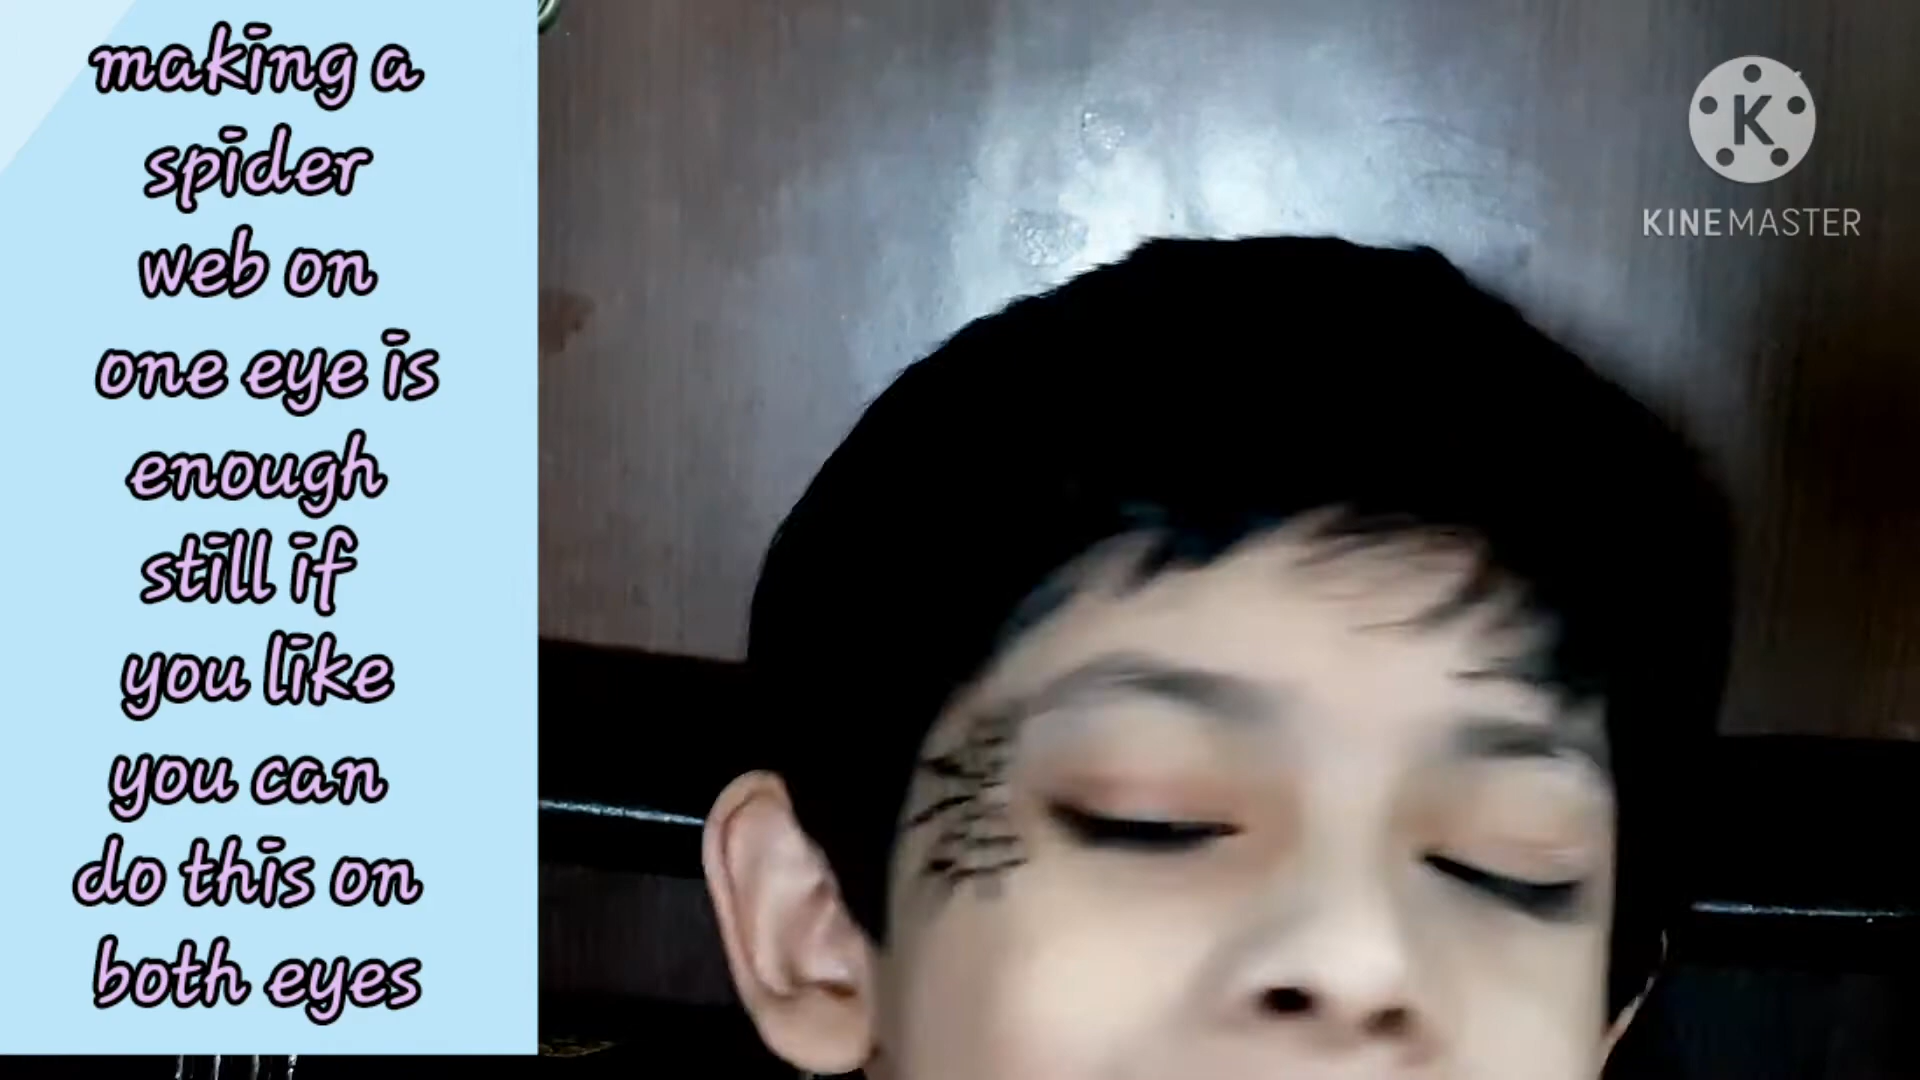 making a
spider
web on
one eye is
enough
still if
you like
you can
do this on
both eyes
K
KINEMASTER